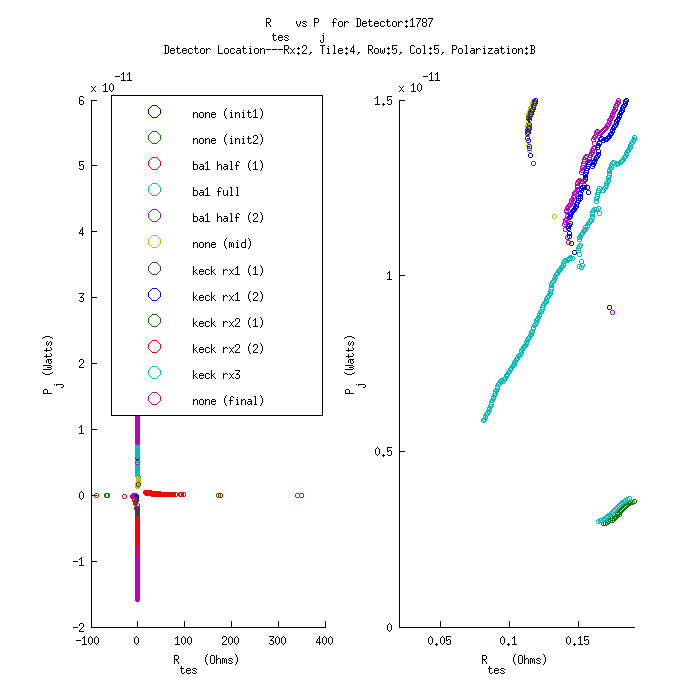 R tes vs P j for Detector:1787
Detector Location---Rx:2, Tile:4, Row:5, Col:5, Polarization:B
x 10 -11
6
5
4
3
2
1
0
-1
-2
-100 0 100 200 300 400
P j (Watts)
R tes (Ohms)
none (init1)
none (init2)
ba1 half (1)
ba1 full
ba1 half (2)
none (mid)
keck rx1 (1)
keck rx1 (2)
keck rx2 (1)
keck rx2 (2)
keck rx3
none (final)
x 10 -11
1.5
1
0.5
0
0.05 0.1 0.15
P j (Watts)
R tes (Ohms)